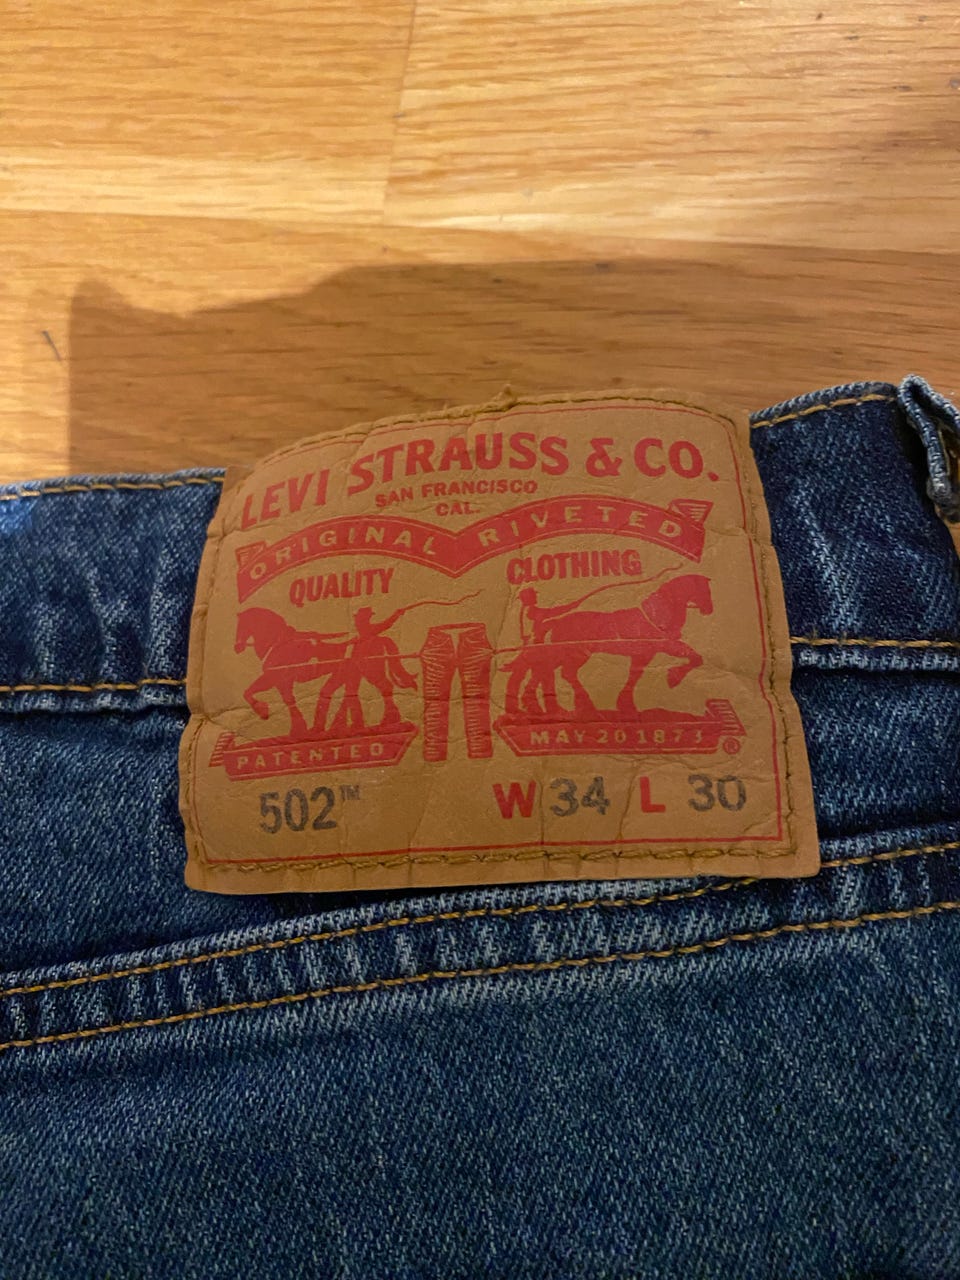 LEVI STRAUSS & CO.
SAN FRANCISCO
CAL.
ORIGINAL RIVETED
QUALITY CLOTHING
PATENTED MAY 20 1873 ®
502™ W 34 L 30